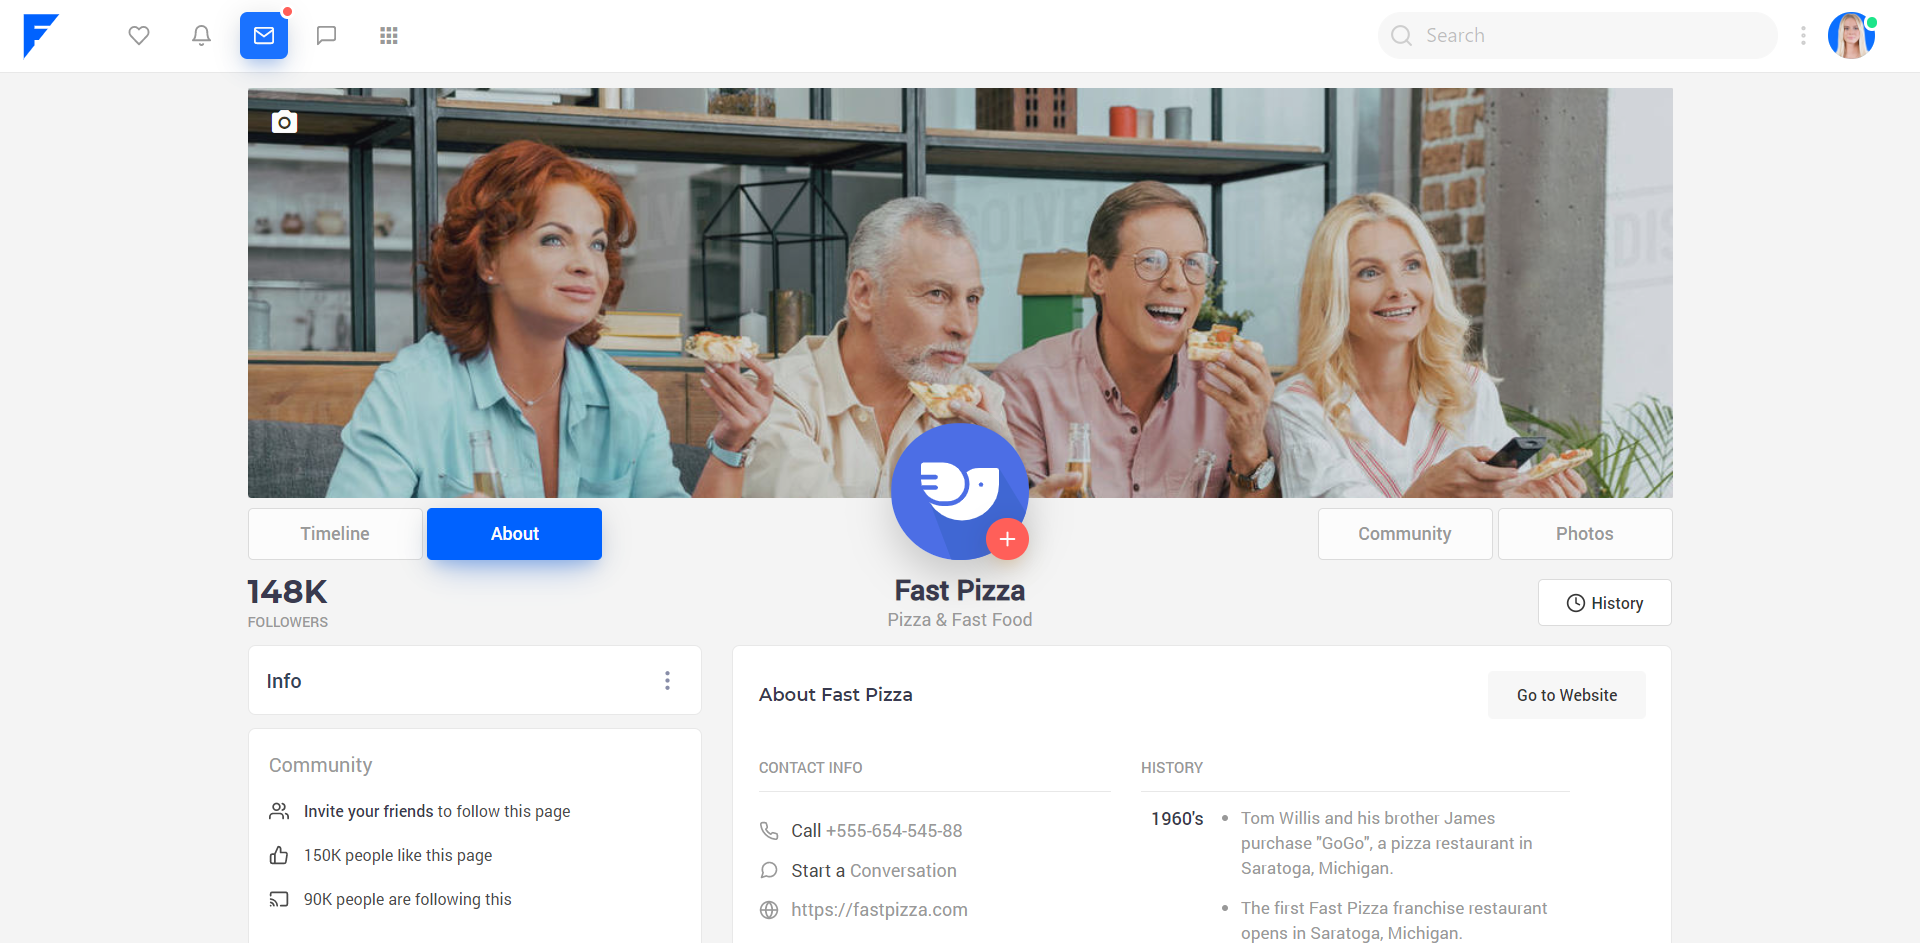 Search
Timeline
About
Community
Photos
148K
FOLLOWERS
Fast Pizza
Pizza & Fast Food
History
Info
About Fast Pizza
Go to Website
Community
Invite your friends to follow this page
150K people like this page
90K people are following this
CONTACT INFO
Call +555-654-545-88
Start a Conversation
https://fastpizza.com
HISTORY
1960's
Tom Willis and his brother James
purchase "GoGo", a pizza restaurant in
Saratoga, Michigan.
The first Fast Pizza franchise restaurant
opens in Saratoga, Michigan.